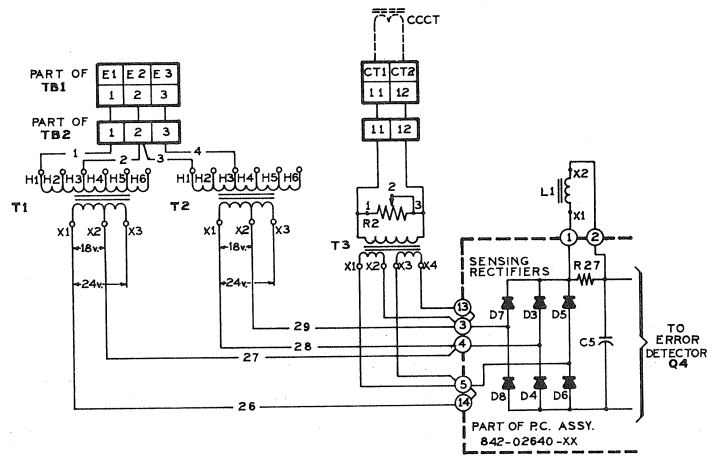 CCCT
PART OF TB1
E1 E2 E3
1 2 3
PART OF TB2
1 2 3
CT1 CT2
11 12
11 12
1 2 3 4
H1 H2 H3 H4 H5 H6
H1 H2 H3 H4 H5 H6
T1
T2
X1 X2 X3
X1 X2 X3
18v.
24v.
18v.
24v.
1 2 3
R2
T3
X1 X2 X3 X4
L1
X2
X1
1 2
SENSING
RECTIFIERS
R27
13
3
4
5
14
D7 D3 D5
D8 D4 D6
C5
29
28
27
26
TO
ERROR
DETECTOR
Q4
PART OF P.C. ASSY.
842-02640-XX